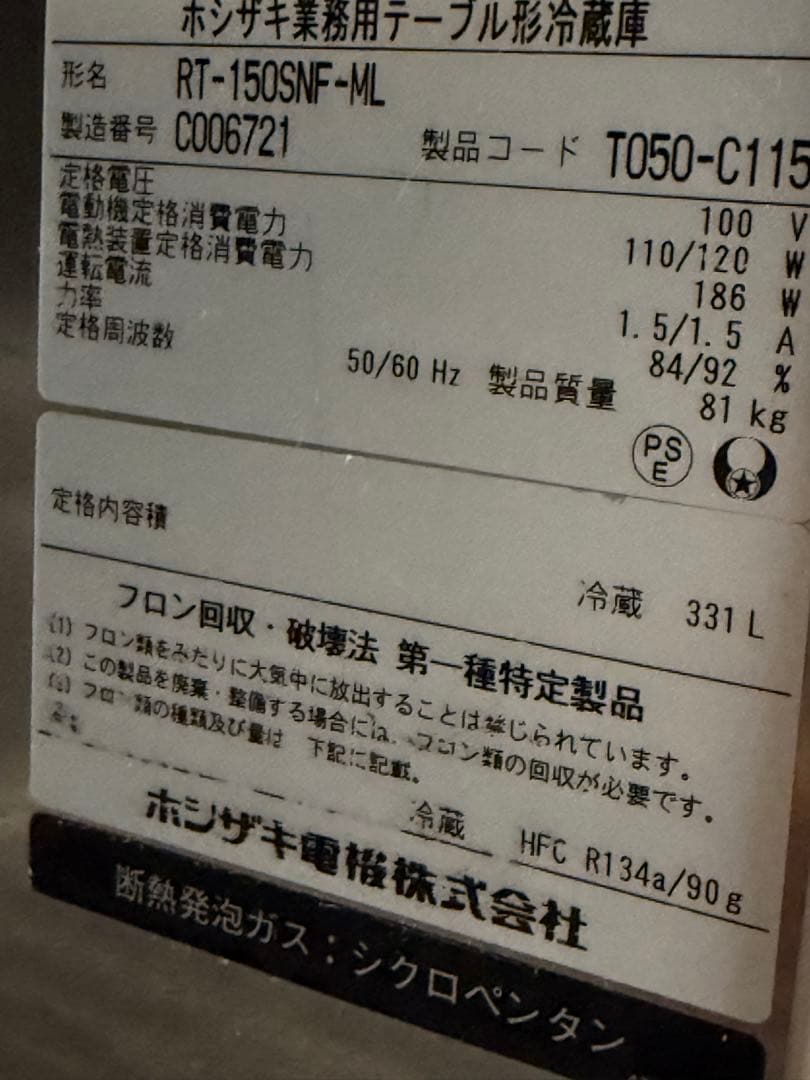 ホシザキ業務用テーブル形冷蔵庫
形名 RT-150SNF-ML
製造番号 C006721 製品コード T050-C115
定格電圧 100 V
電動機定格消費電力 110/120 W
電熱装置定格消費電力 186 W
運転電流 1.5/1.5 A
力率 84/92 %
定格周波数 50/60 Hz 製品質量 81 kg
PS
E
定格内容積
冷蔵 331 L
フロン回収・破壊法 第一種特定製品
(1) フロン類をみだりに大気中に放出することは禁じられています。
(2) この製品を廃棄・整備する場合には、フロン類の回収が必要です。
(3) フロン類の種類及び量は 下記に記載。
冷蔵 HFC R134a/90g
ホシザキ電機株式会社
断熱発泡ガス：シクロペンタン